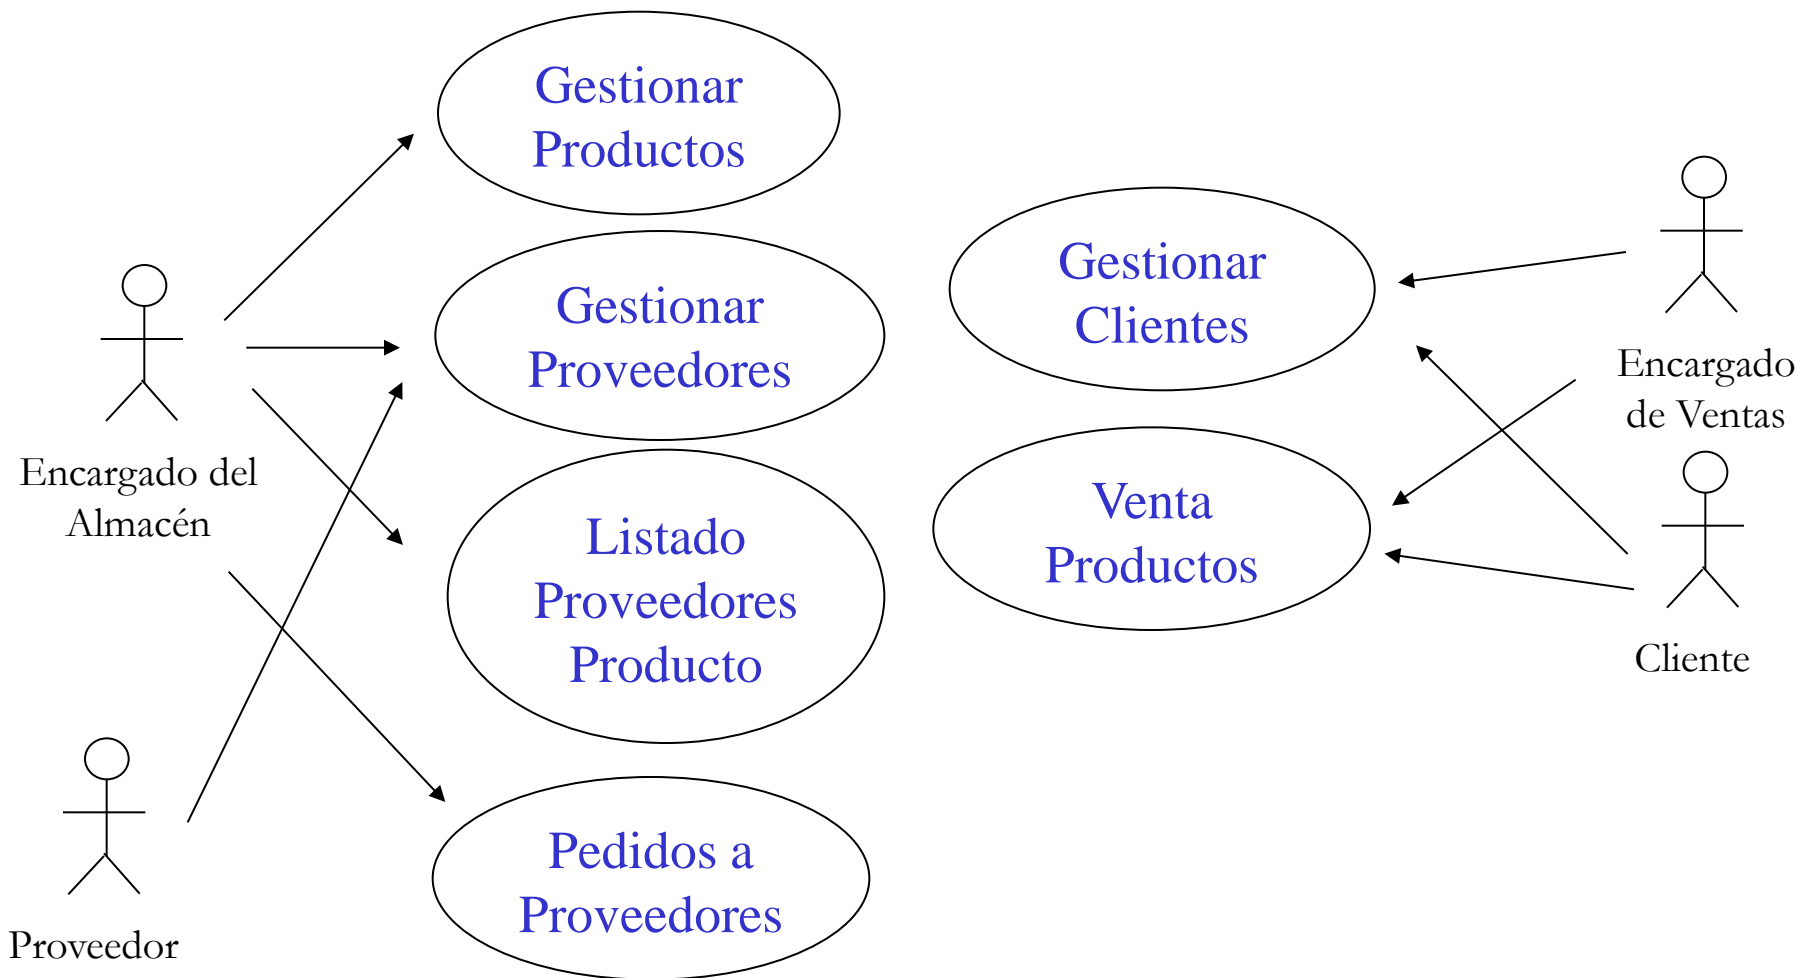 Gestionar
Productos
Gestionar
Proveedores
Listado
Proveedores
Producto
Pedidos a
Proveedores
Encargado del
Almacén
Proveedor
Gestionar
Clientes
Venta
Productos
Encargado
de Ventas
Cliente